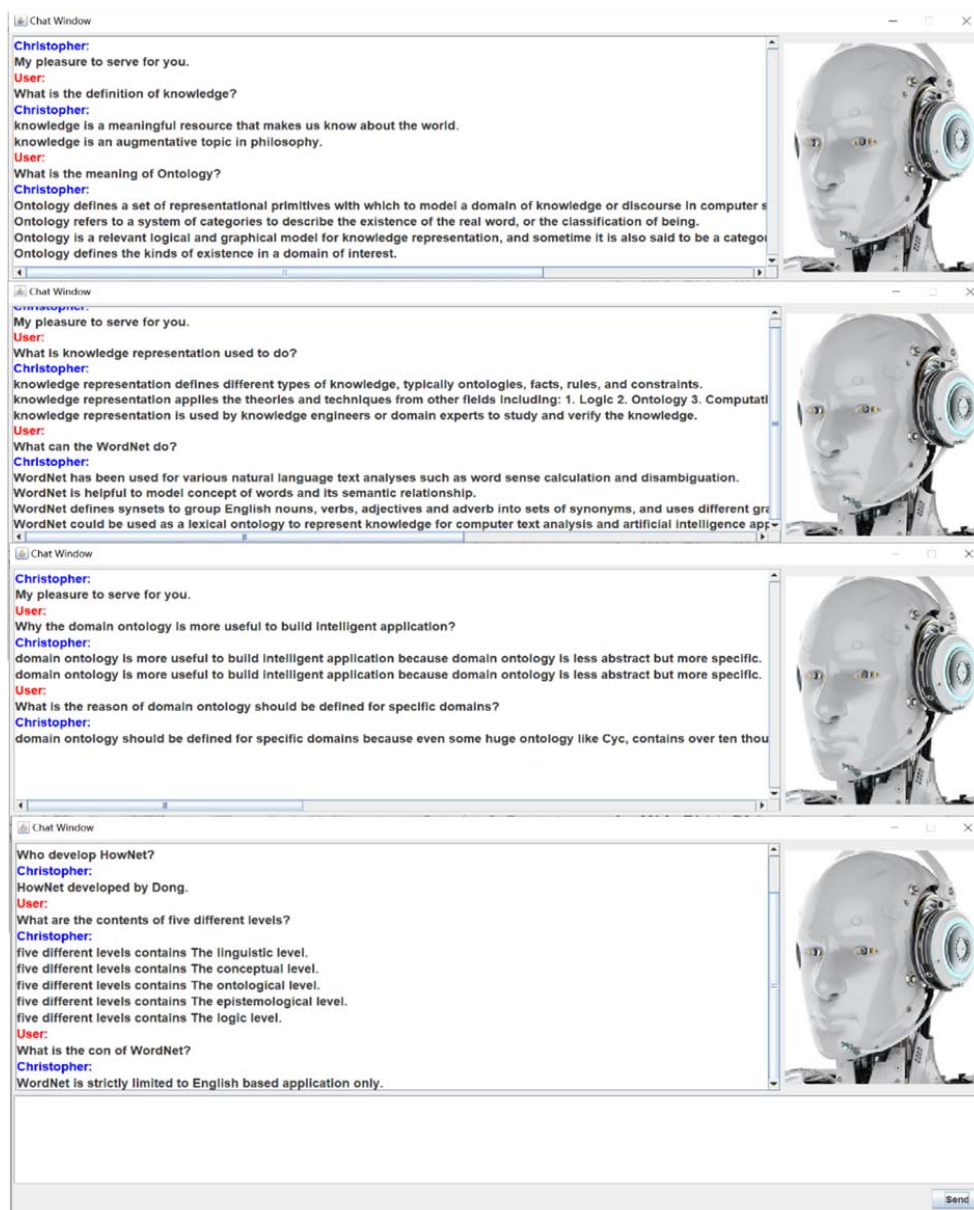 Chat Window
Christopher:
My pleasure to serve for you.
User:
What is the definition of knowledge?
Christopher:
knowledge is a meaningful resource that makes us know about the world.
knowledge is an augmentative topic in philosophy.
User:
What is the meaning of Ontology?
Christopher:
Ontology defines a set of representational primitives with which to model a domain of knowledge or discourse in computer s
Ontology refers to a system of categories to describe the existence of the real word, or the classification of being.
Ontology is a relevant logical and graphical model for knowledge representation, and sometime it is also said to be a categor
Ontology defines the kinds of existence in a domain of interest.
Chat Window
Christopher:
My pleasure to serve for you.
User:
What is knowledge representation used to do?
Christopher:
knowledge representation defines different types of knowledge, typically ontologies, facts, rules, and constraints.
knowledge representation applies the theories and techniques from other fields including: 1. Logic 2. Ontology 3. Computati
knowledge representation is used by knowledge engineers or domain experts to study and verify the knowledge.
User:
What can the WordNet do?
Christopher:
WordNet has been used for various natural language text analyses such as word sense calculation and disambiguation.
WordNet is helpful to model concept of words and its semantic relationship.
WordNet defines synsets to group English nouns, verbs, adjectives and adverb into sets of synonyms, and uses different gra
WordNet could be used as a lexical ontology to represent knowledge for computer text analysis and artificial intelligence app
Chat Window
Christopher:
My pleasure to serve for you.
User:
Why the domain ontology is more useful to build intelligent application?
Christopher:
domain ontology is more useful to build intelligent application because domain ontology is less abstract but more specific.
domain ontology is more useful to build intelligent application because domain ontology is less abstract but more specific.
User:
What is the reason of domain ontology should be defined for specific domains?
Christopher:
domain ontology should be defined for specific domains because even some huge ontology like Cyc, contains over ten thou
Chat Window
Who develop HowNet?
Christopher:
HowNet developed by Dong.
User:
What are the contents of five different levels?
Christopher:
five different levels contains The linguistic level.
five different levels contains The conceptual level.
five different levels contains The ontological level.
five different levels contains The epistemological level.
five different levels contains The logic level.
User:
What is the con of WordNet?
Christopher:
WordNet is strictly limited to English based application only.
Send